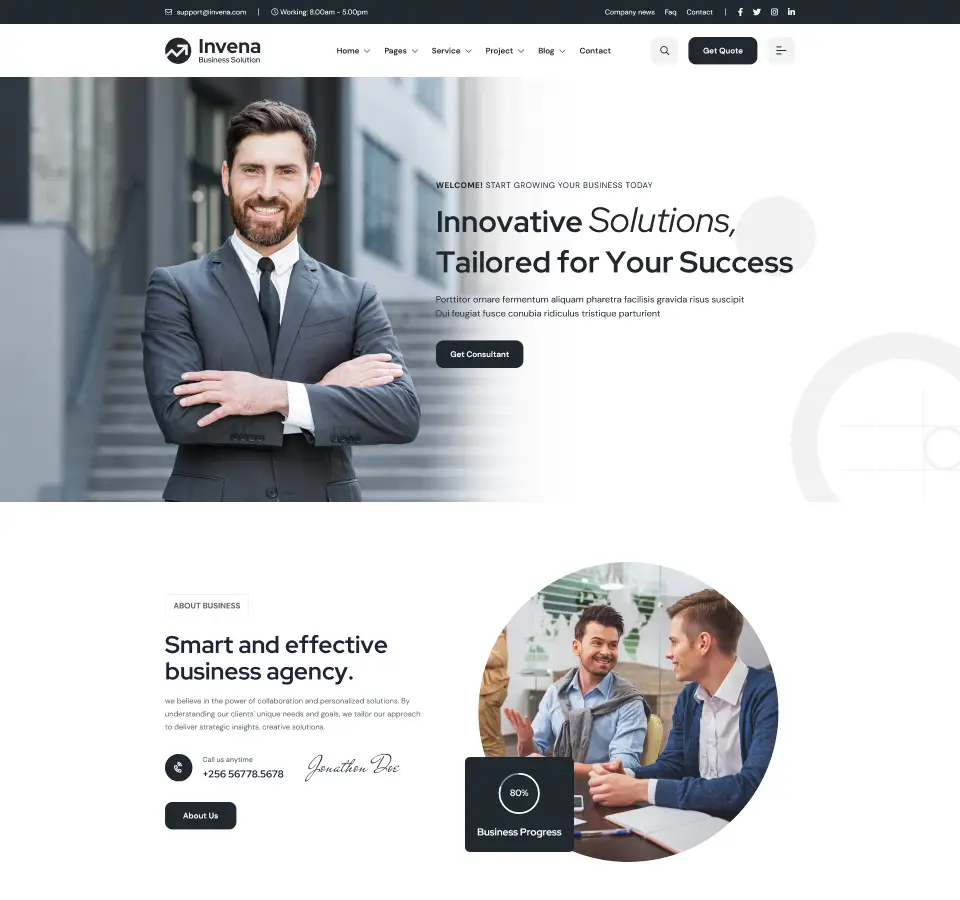 support@invena.com | Working: 8.00am - 5.00pm
Company news Faq Contact |
Invena
Business Solution
Home Pages Service Project Blog Contact
Get Quote
WELCOME! START GROWING YOUR BUSINESS TODAY
Innovative Solutions,
Tailored for Your Success
Porttitor ornare fermentum aliquam pharetra facilisis gravida risus suscipit
Dui feugiat fusce conubia ridiculus tristique parturient
Get Consultant
ABOUT BUSINESS
Smart and effective
business agency.
we believe in the power of collaboration and personalized solutions. By
understanding our clients' unique needs and goals, we tailor our approach
to deliver strategic insights, creative solutions.
Call us anytime
+256 56778.5678
Jonathon Doe
About Us
80%
Business Progress